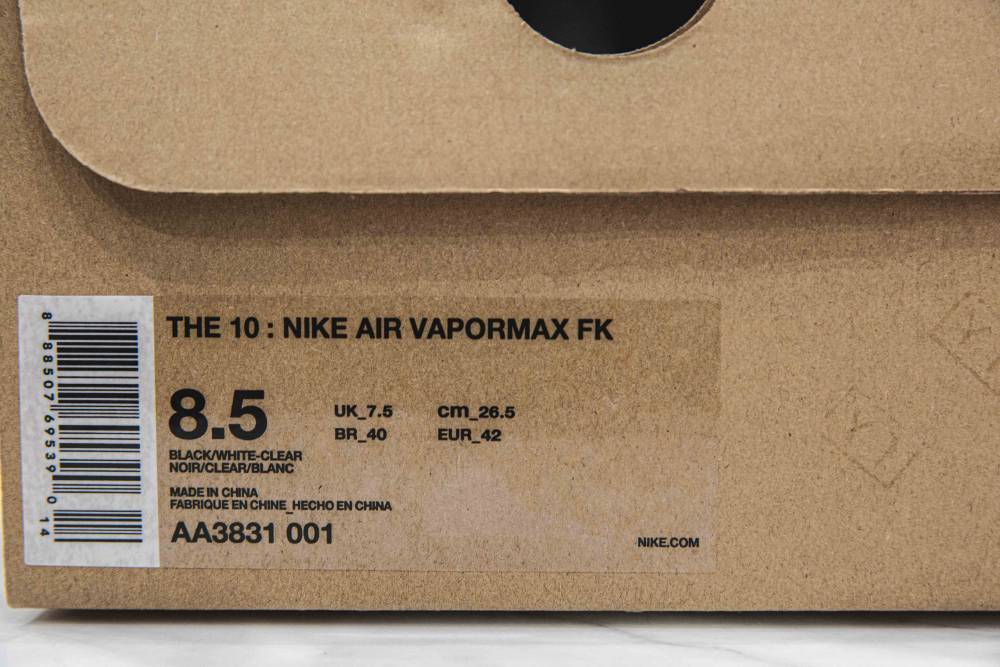 THE 10 : NIKE AIR VAPORMAX FK
8.5
UK_7.5 cm_26.5
BR_40 EUR_42
BLACK/WHITE-CLEAR
NOIR/CLEAR/BLANC
MADE IN CHINA
FABRIQUE EN CHINE_HECHO EN CHINA
AA3831 001
NIKE.COM
8 88507 69539 0 14